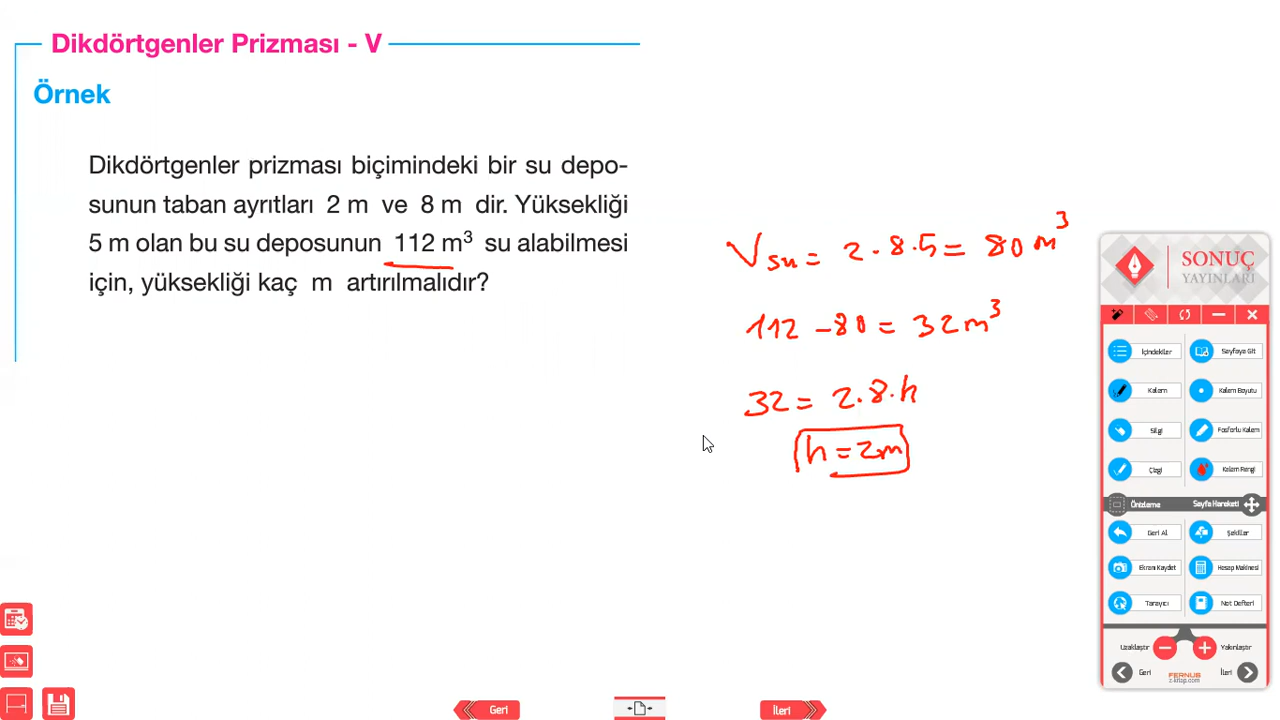 Dikdörtgenler Prizması - V
Örnek
Dikdörtgenler prizması biçimindeki bir su depo-
sunun taban ayrıtları 2 m ve 8 m dir. Yüksekliği
5 m olan bu su deposunun 112 m³ su alabilmesi
için, yüksekliği kaç m artırılmalıdır?
Vsu = 2.8.5 = 80 m³
112 - 80 = 32 m³
32 = 2.8.h
h = 2m
SONUÇ
YAYINLARI
İçindekiler
Sayfaya Git
Kalem
Kalem Boyutu
Silgi
Fosforlu Kalem
Çizgi
Kalem Rengi
Önizleme
Sayfa Hareketi
Geri Al
Şekiller
Ekranı Kaydet
Hesap Makinesi
Tarayıcı
Not Defteri
Uzaklaştır
Yakınlaştır
Geri
FERNUS
z-kitap.com
İleri
Geri
İleri